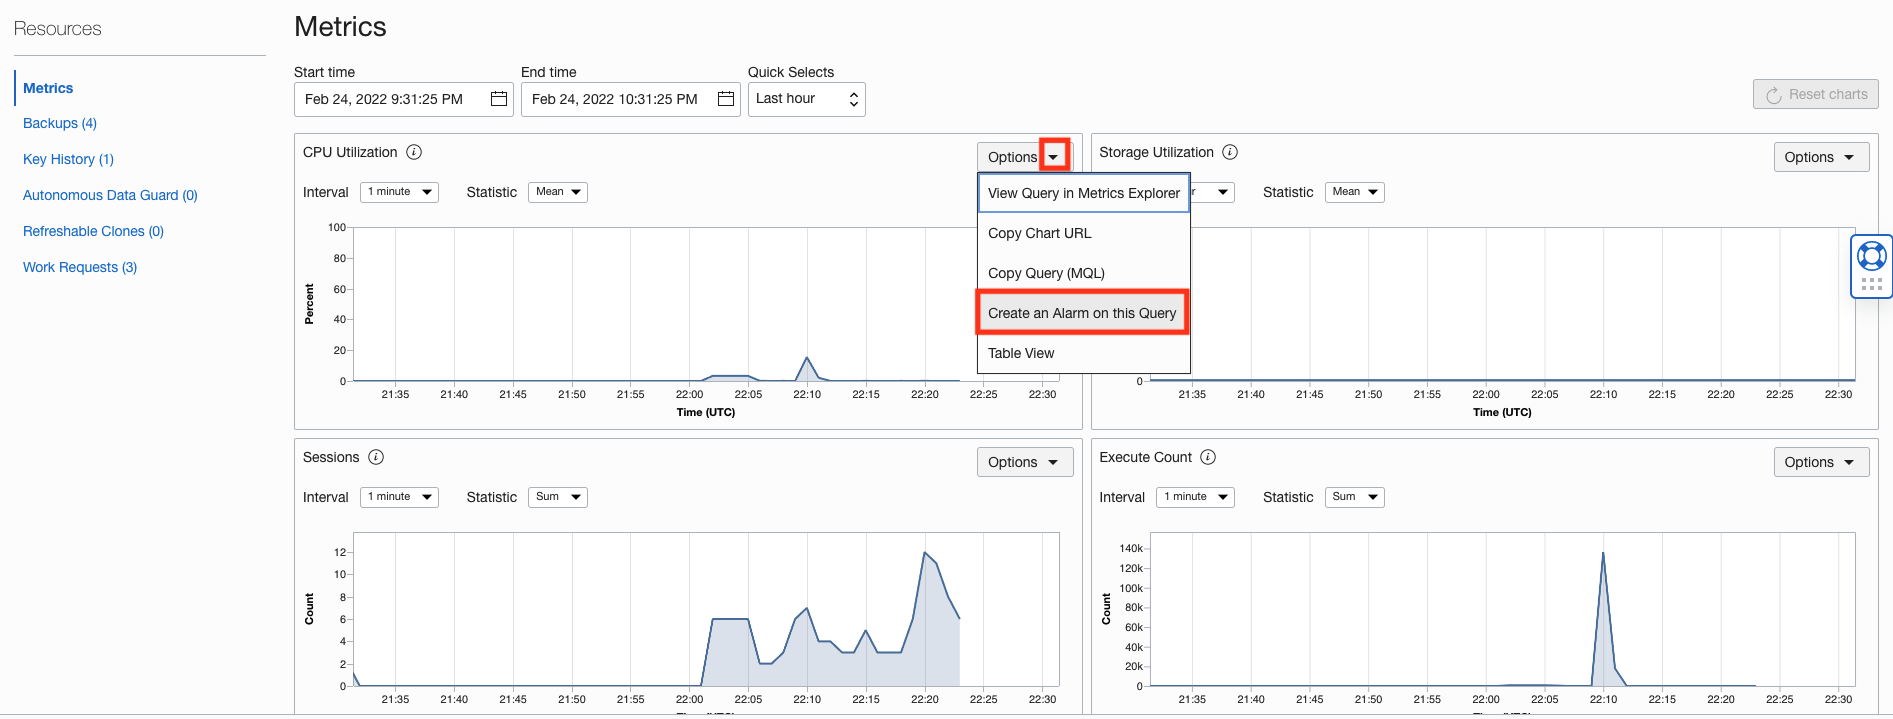 Resources
Metrics
Backups (4)
Key History (1)
Autonomous Data Guard (0)
Refreshable Clones (0)
Work Requests (3)
Metrics
Start time
End time
Quick Selects
Feb 24, 2022 9:31:25 PM
Feb 24, 2022 10:31:25 PM
Last hour
Reset charts
CPU Utilization
Options
Interval 1 minute Statistic Mean
View Query in Metrics Explorer
Copy Chart URL
Copy Query (MQL)
Create an Alarm on this Query
Table View
Percent
100
80
60
40
20
0
21:35 21:40 21:45 21:50 21:55 22:00 22:05 22:10 22:15 22:20 22:25 22:30
Time (UTC)
Storage Utilization
Options
Statistic Mean
0
21:35 21:40 21:45 21:50 21:55 22:00 22:05 22:10 22:15 22:20 22:25 22:30
Time (UTC)
Sessions
Options
Interval 1 minute Statistic Sum
Count
12
10
8
6
4
2
0
21:35 21:40 21:45 21:50 21:55 22:00 22:05 22:10 22:15 22:20 22:25 22:30
Execute Count
Options
Interval 1 minute Statistic Sum
Count
140k
120k
100k
80k
60k
40k
20k
0
21:35 21:40 21:45 21:50 21:55 22:00 22:05 22:10 22:15 22:20 22:25 22:30